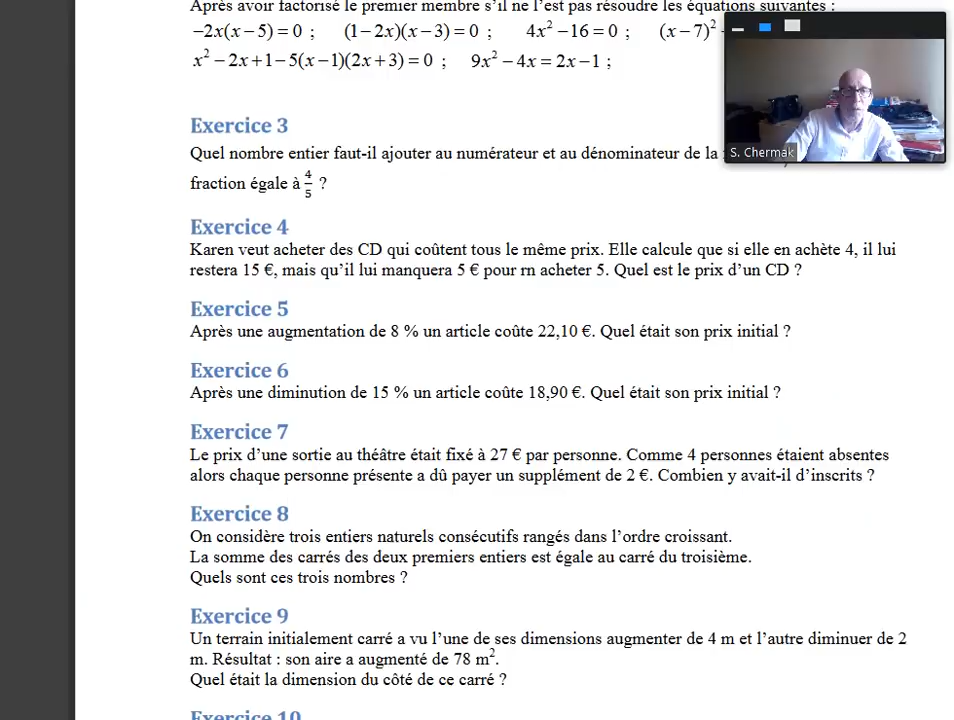 Après avoir factorisé le premier membre s'il ne l'est pas résoudre les équations suivantes :
−2x(x−5) = 0 ; (1−2x)(x−3) = 0 ; 4x² −16 = 0 ; (x−7)²
x² −2x+1−5(x−1)(2x+3) = 0 ; 9x² −4x = 2x−1 ;
Exercice 3
Quel nombre entier faut-il ajouter au numérateur et au dénominateur de la
fraction égale à 4/5 ?
S. Chermak
Exercice 4
Karen veut acheter des CD qui coûtent tous le même prix. Elle calcule que si elle en achète 4, il lui
restera 15 €, mais qu'il lui manquera 5 € pour rn acheter 5. Quel est le prix d'un CD ?
Exercice 5
Après une augmentation de 8 % un article coûte 22,10 €. Quel était son prix initial ?
Exercice 6
Après une diminution de 15 % un article coûte 18,90 €. Quel était son prix initial ?
Exercice 7
Le prix d'une sortie au théâtre était fixé à 27 € par personne. Comme 4 personnes étaient absentes
alors chaque personne présente a dû payer un supplément de 2 €. Combien y avait-il d'inscrits ?
Exercice 8
On considère trois entiers naturels consécutifs rangés dans l'ordre croissant.
La somme des carrés des deux premiers entiers est égale au carré du troisième.
Quels sont ces trois nombres ?
Exercice 9
Un terrain initialement carré a vu l'une de ses dimensions augmenter de 4 m et l'autre diminuer de 2
m. Résultat : son aire a augmenté de 78 m².
Quel était la dimension du côté de ce carré ?
Exercice 10